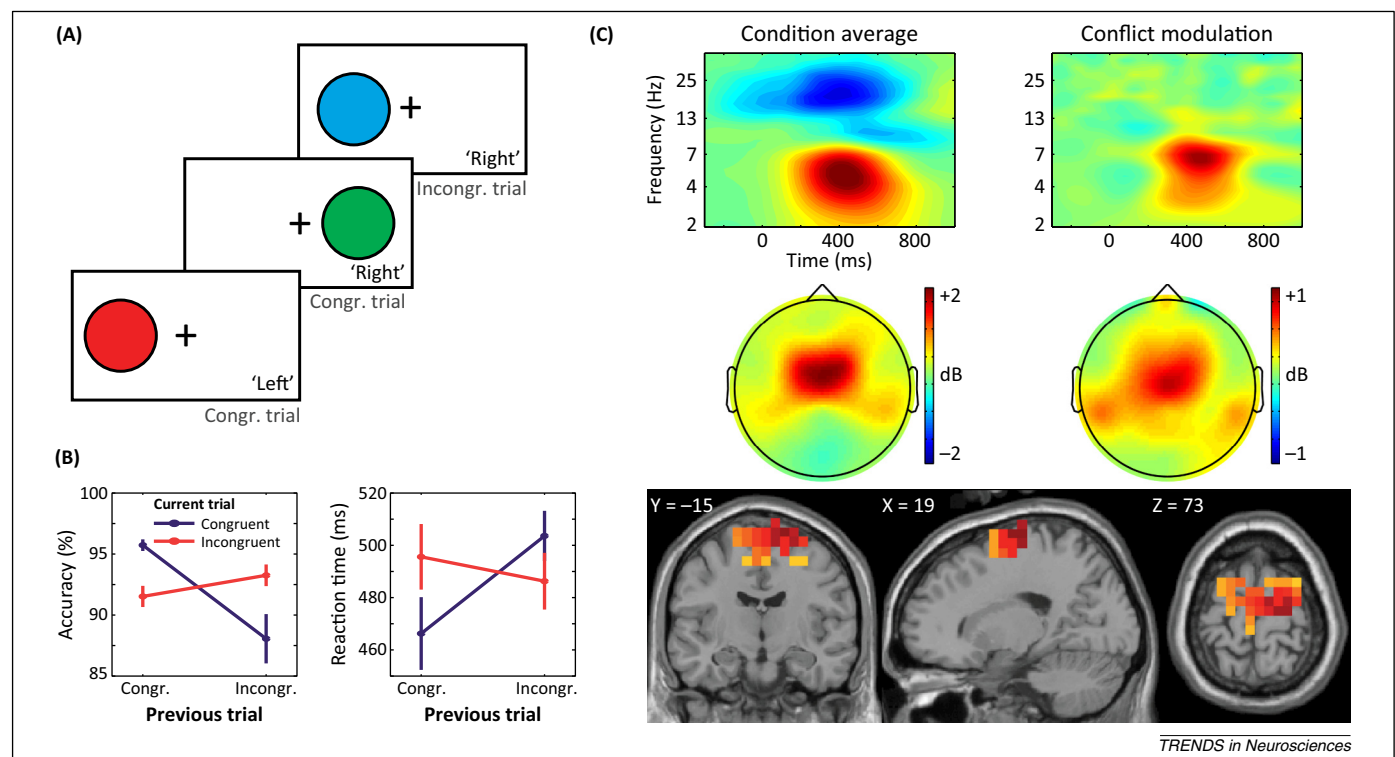 (A)
'Right'
Incongr. trial
'Right'
Congr. trial
'Left'
Congr. trial
(B)
100
95
90
85
Accuracy (%)
Current trial
Congruent
Incongruent
Congr.
Incongr.
Previous trial
520
500
480
460
Reaction time (ms)
Congr.
Incongr.
Previous trial
(C)
Condition average
Conflict modulation
Frequency (Hz)
25
13
7
4
2
0
400
800
Time (ms)
25
13
7
4
2
0
400
800
+2
dB
–2
+1
dB
–1
Y = –15
X = 19
Z = 73
TRENDS in Neurosciences